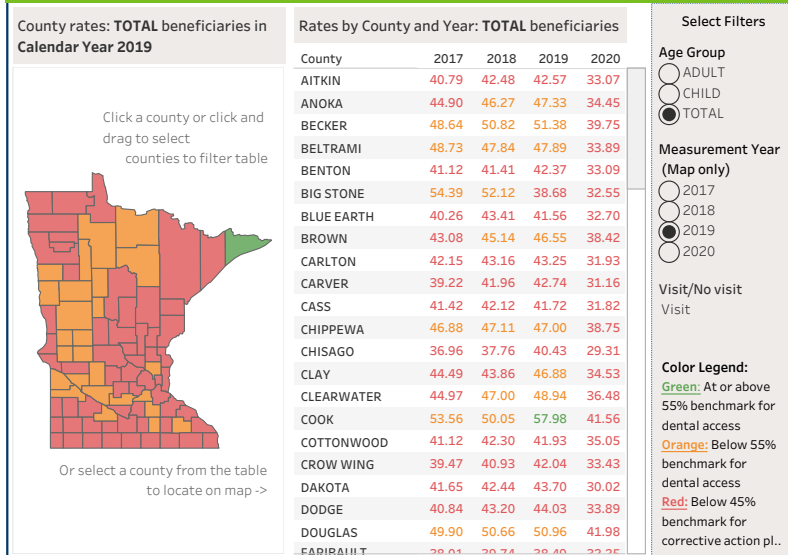 County rates: TOTAL beneficiaries in
Calendar Year 2019
Click a county or click and
drag to select
counties to filter table
Or select a county from the table
to locate on map ->
Rates by County and Year: TOTAL beneficiaries
County 2017 2018 2019 2020
AITKIN 40.79 42.48 42.57 33.07
ANOKA 44.90 46.27 47.33 34.45
BECKER 48.64 50.82 51.38 39.75
BELTRAMI 48.73 47.84 47.89 33.89
BENTON 41.12 41.41 42.37 33.09
BIG STONE 54.39 52.12 38.68 32.55
BLUE EARTH 40.26 43.41 41.56 32.70
BROWN 43.08 45.14 46.55 38.42
CARLTON 42.15 43.16 43.25 31.93
CARVER 39.22 41.96 42.74 31.16
CASS 41.42 42.12 41.72 31.82
CHIPPEWA 46.88 47.11 47.00 38.75
CHISAGO 36.96 37.76 40.43 29.31
CLAY 44.49 43.86 46.88 34.53
CLEARWATER 44.97 47.00 48.94 36.48
COOK 53.56 50.05 57.98 41.56
COTTONWOOD 41.12 42.30 41.93 35.05
CROW WING 39.47 40.93 42.04 33.43
DAKOTA 41.65 42.44 43.70 30.02
DODGE 40.84 43.20 44.03 33.89
DOUGLAS 49.90 50.66 50.96 41.98
FARIBAULT
Select Filters
Age Group
ADULT
CHILD
TOTAL
Measurement Year
(Map only)
2017
2018
2019
2020
Visit/No visit
Visit
Color Legend:
Green: At or above
55% benchmark for
dental access
Orange: Below 55%
benchmark for
dental access
Red: Below 45%
benchmark for
corrective action pl..